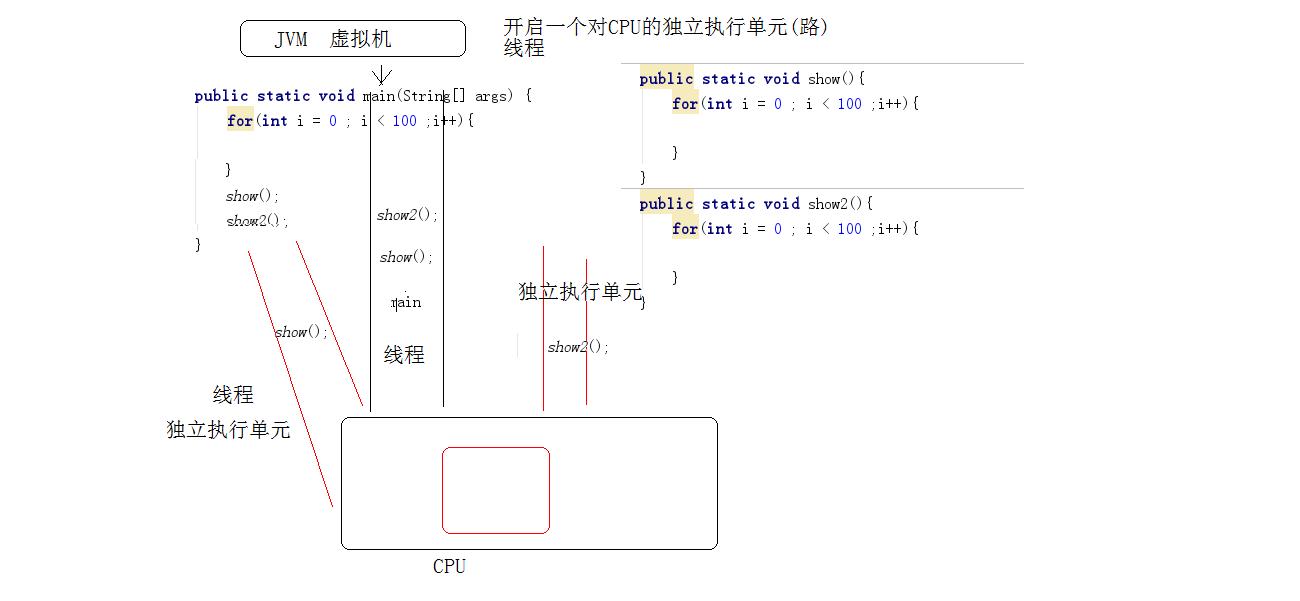 JVM 虚拟机
开启一个对CPU的独立执行单元(路)
线程
public static void main(String[] args) {
for(int i = 0 ; i < 100 ;i++){
}
show();
show2();
}
public static void show(){
for(int i = 0 ; i < 100 ;i++){
}
}
public static void show2(){
for(int i = 0 ; i < 100 ;i++){
}
}
show2();
show();
main
线程
show();
线程
独立执行单元
独立执行单元
show2();
CPU